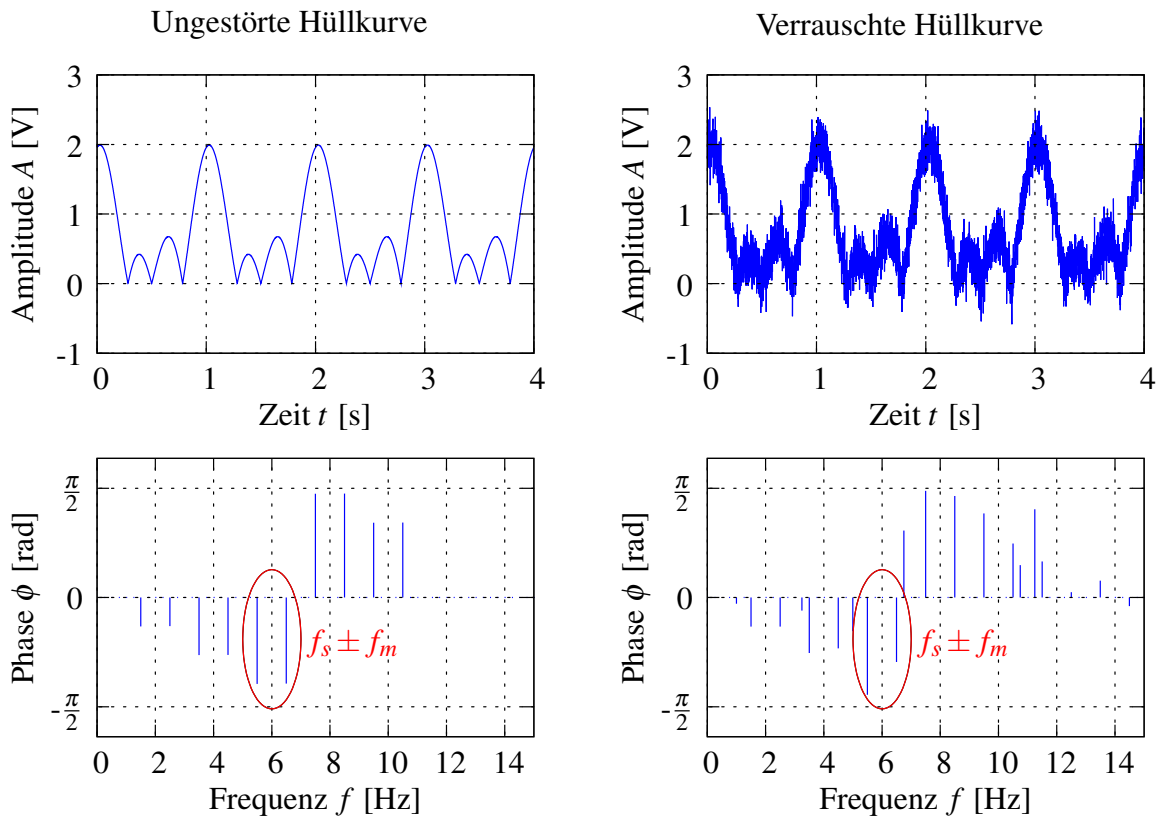 Ungestörte Hüllkurve
3
2
1
0
-1
Amplitude A [V]
0 1 2 3 4
Zeit t [s]
Verrauschte Hüllkurve
3
2
1
0
-1
Amplitude A [V]
0 1 2 3 4
Zeit t [s]
π/2
0
-π/2
Phase ϕ [rad]
f_s ± f_m
0 2 4 6 8 10 12 14
Frequenz f [Hz]
π/2
0
-π/2
Phase ϕ [rad]
f_s ± f_m
0 2 4 6 8 10 12 14
Frequenz f [Hz]